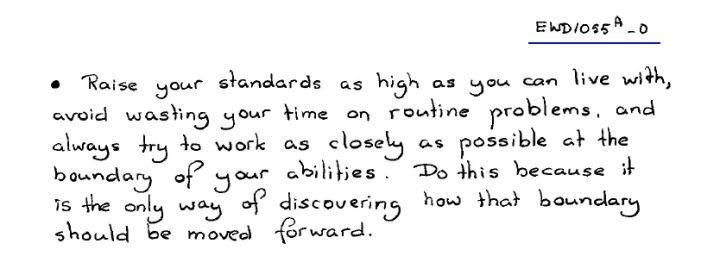 EWD1055A-0
• Raise your standards as high as you can live with,
avoid wasting your time on routine problems, and
always try to work as closely as possible at the
boundary of your abilities. Do this because it
is the only way of discovering how that boundary
should be moved forward.